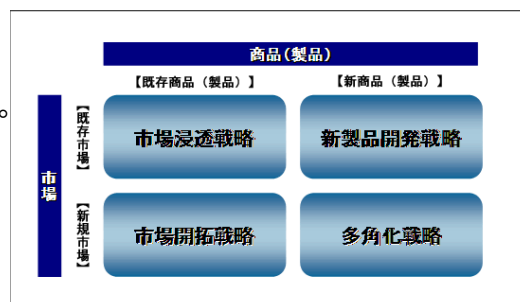 商品(製品)
【既存商品（製品）】
【新商品（製品）】
市場
【既存市場】
市場浸透戦略
新製品開発戦略
【新規市場】
市場開拓戦略
多角化戦略